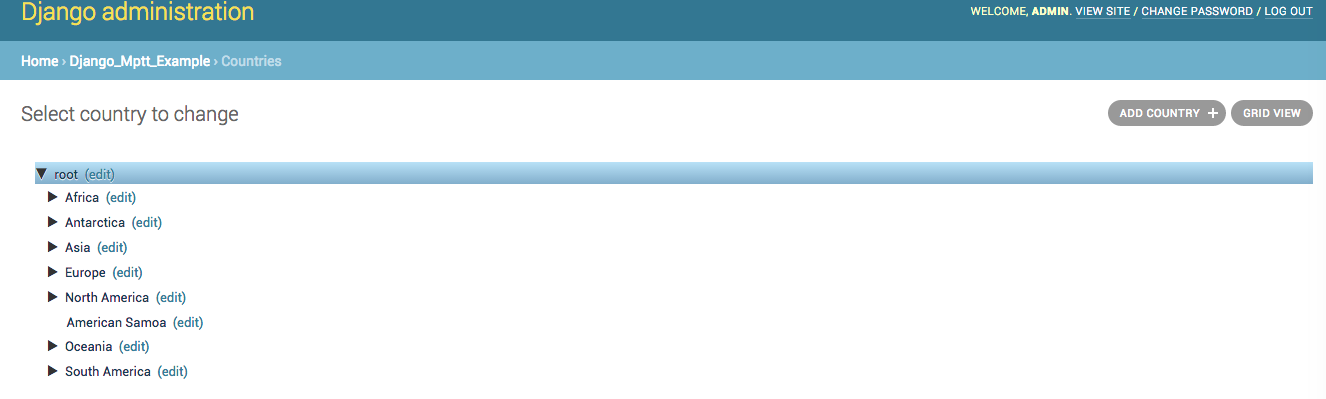 Django administration
WELCOME, ADMIN. VIEW SITE / CHANGE PASSWORD / LOG OUT
Home › Django_Mptt_Example › Countries
Select country to change
ADD COUNTRY +
GRID VIEW
root (edit)
Africa (edit)
Antarctica (edit)
Asia (edit)
Europe (edit)
North America (edit)
American Samoa (edit)
Oceania (edit)
South America (edit)